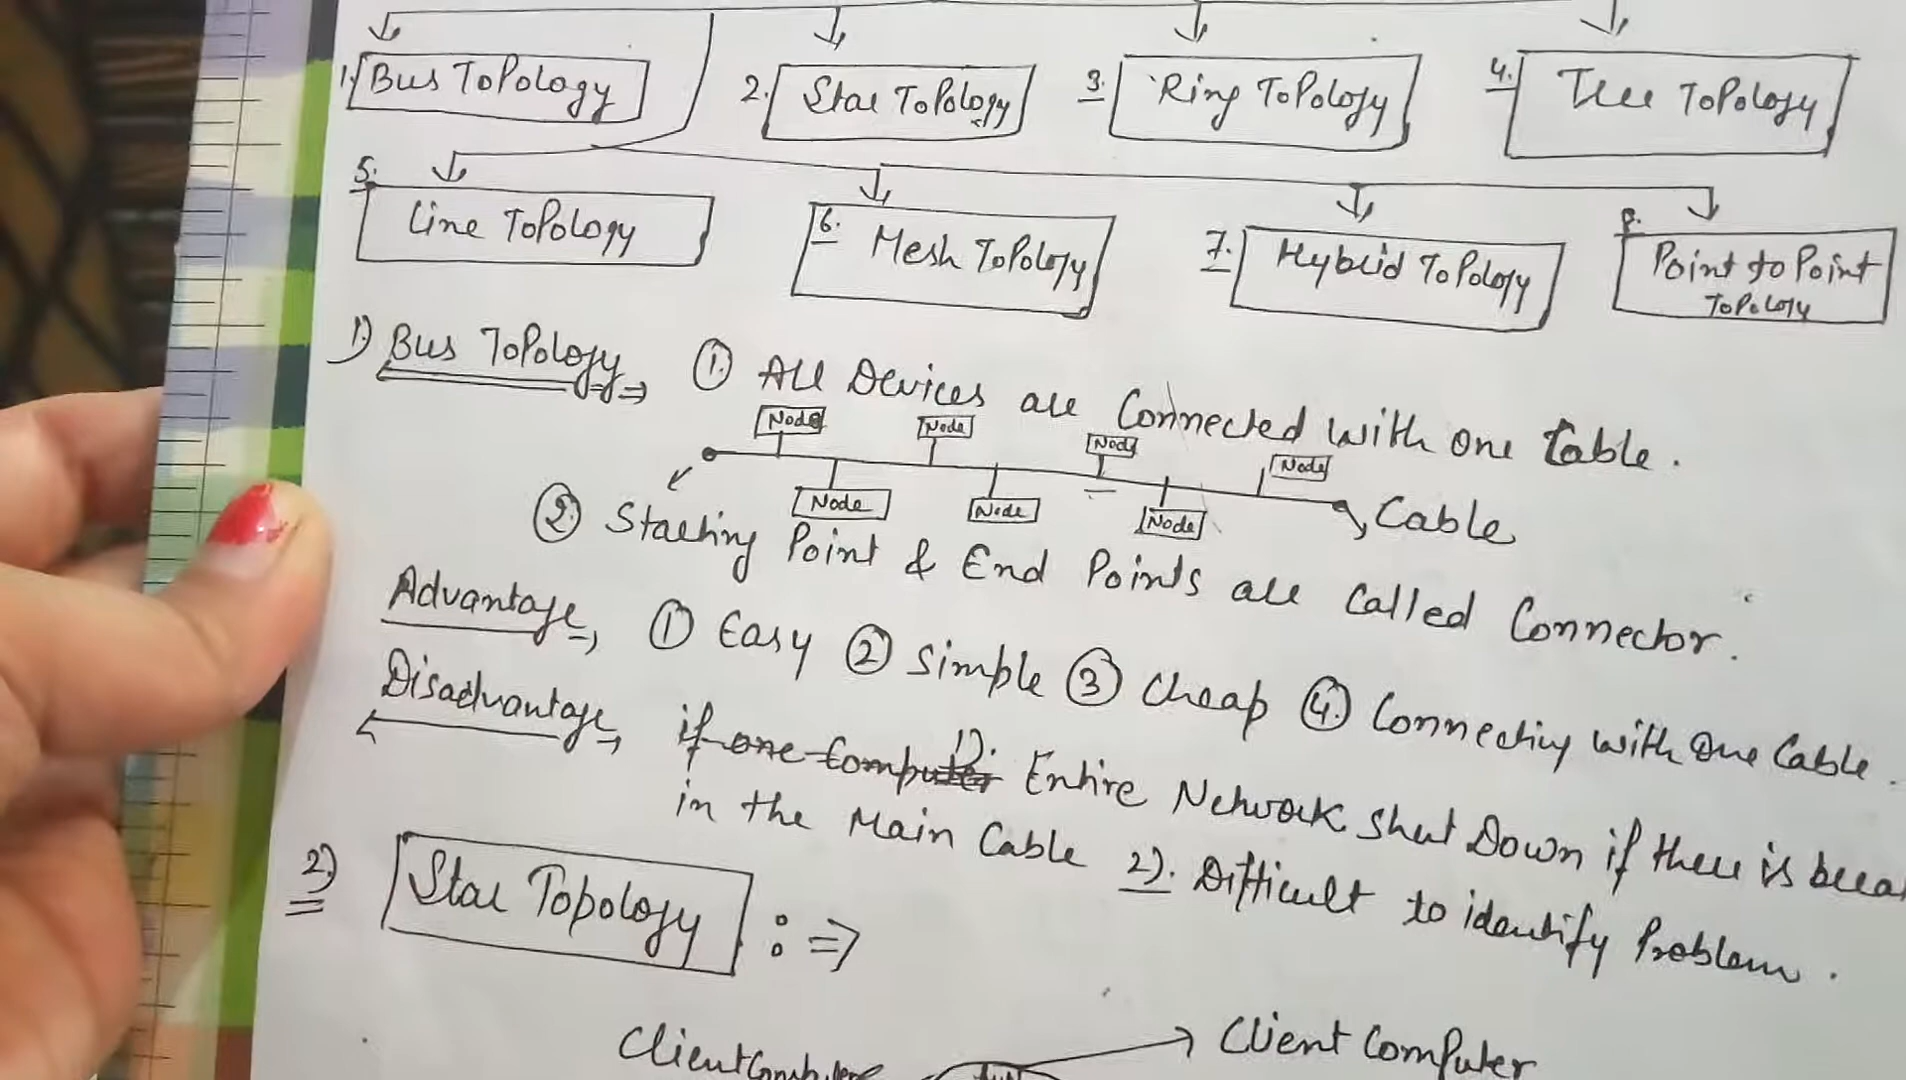 1. Bus Topology
2. Star Topology
3. Ring Topology
4. Tree Topology
5. Line Topology
6. Mesh Topology
7. Hybrid Topology
8. Point to Point Topology
1) Bus Topology ⇒ ① All Devices are Connected with one Cable.
Node Node Node Node
Node Node Node Cable
② Starting Point & End Points are Called Connector.
Advantage → ① Easy ② Simple ③ Cheap ④ Connecting with one Cable.
Disadvantage → if one computer 1). Entire Network Shut Down if there is brea
in the Main Cable 2). Difficult to identify Problem.
2) Star Topology : ⇒
Client Computer
Client Computer